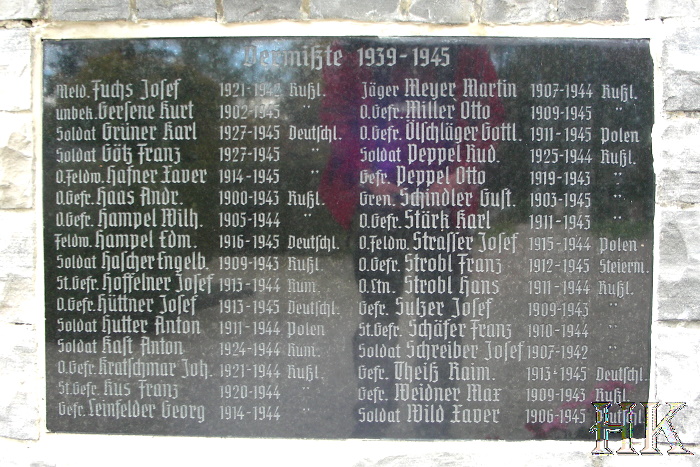 Vermißte 1939-1945
Meld. Fuchs Josef 1921-1942 Rußl.
unbek. Gersene Kurt 1902-1945 "
Soldat Grüner Karl 1927-1945 Deutschl.
Soldat Götz Franz 1927-1945 "
O.Feldw. Hafner Xaver 1914-1945 "
O.Gefr. Haas Andr. 1900-1943 Rußl.
O.Gefr. Hampel Wilh. 1905-1944 "
Feldw. Hampel Edm. 1916-1945 Deutschl.
Soldat Hascher Engelb. 1909-1943 Rußl.
St.Gefr. Hoffelner Josef 1913-1944 Rum.
O.Gefr. Hüttner Josef 1913-1945 Deutschl.
Soldat Hutter Anton 1911-1944 Polen
Soldat Kast Anton 1924-1944 Rum.
O.Gefr. Kratschmar Joh. 1921-1944 Rußl.
St.Gefr. Kus Franz 1920-1944 "
Gefr. Leinfelder Georg 1914-1944 "
Jäger Meyer Martin 1907-1944 Rußl.
O.Gefr. Miller Otto 1909-1945 "
O.Gefr. Ölschläger Gottl. 1911-1945 Polen
Soldat Peppel Rud. 1925-1944 Rußl.
Gefr. Peppel Otto 1919-1943 "
Gren. Schindler Gust. 1903-1945 "
O.Gefr. Stärk Karl 1911-1943 "
O.Feldw. Strasser Josef 1915-1944 Polen
O.Gefr. Strobl Franz 1912-1945 Steierm.
O.Ltn. Strobl Hans 1911-1944 Rußl.
Gefr. Sulzer Josef 1909-1943 "
St.Gefr. Schäfer Franz 1910-1944 "
Soldat Schreiber Josef 1907-1942 "
Gefr. Theiß Raim. 1913-1945 Deutschl.
Gefr. Weidner Max 1909-1943 Rußl.
Soldat Wild Xaver 1906-1945 Deutschl.
HK